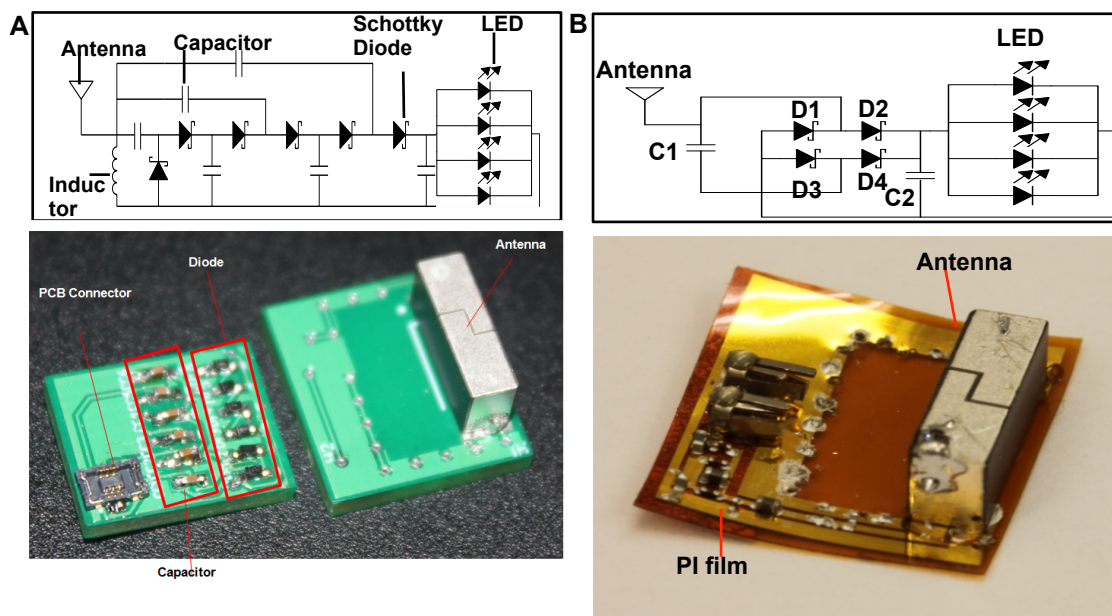 A
Antenna
Capacitor
Schottky
Diode
LED
Induc
tor
B
Antenna
LED
D1
D2
C1
D3
D4
C2
Diode
PCB Connector
Antenna
Capacitor
Antenna
PI film